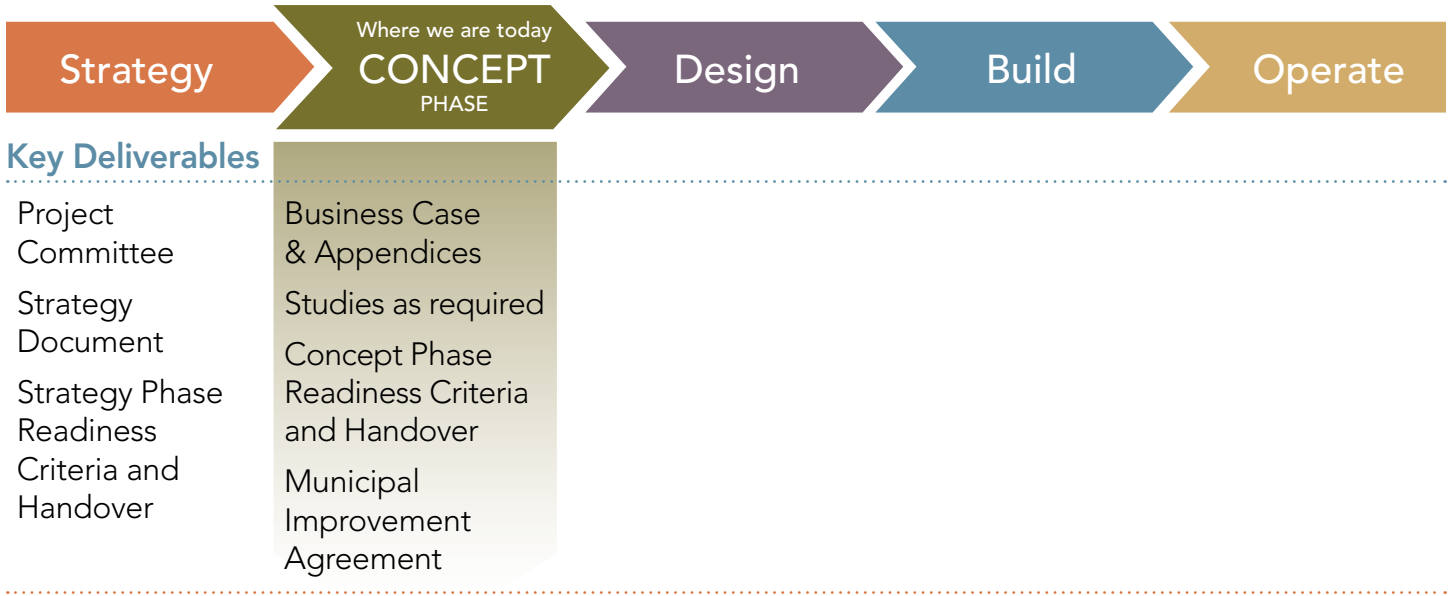 Strategy
Where we are today
CONCEPT
PHASE
Design
Build
Operate
Key Deliverables
Project
Committee
Strategy
Document
Strategy Phase
Readiness
Criteria and
Handover
Business Case
& Appendices
Studies as required
Concept Phase
Readiness Criteria
and Handover
Municipal
Improvement
Agreement